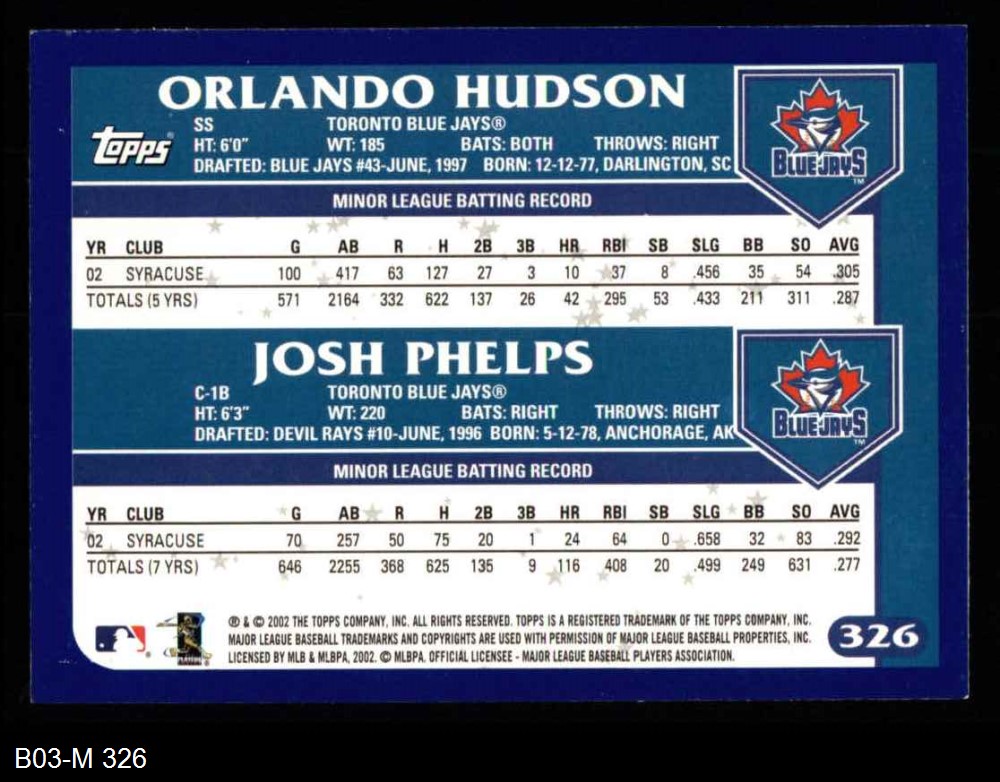 ORLANDO HUDSON
Topps®
SS TORONTO BLUE JAYS®
HT: 6'0" WT: 185 BATS: BOTH THROWS: RIGHT
DRAFTED: BLUE JAYS #43-JUNE, 1997 BORN: 12-12-77, DARLINGTON, SC
BLUEJAYS TM
MINOR LEAGUE BATTING RECORD
YR CLUB G AB R H 2B 3B HR RBI SB SLG BB SO AVG
02 SYRACUSE 100 417 63 127 27 3 10 37 8 .456 35 54 .305
TOTALS (5 YRS) 571 2164 332 622 137 26 42 295 53 .433 211 311 .287
JOSH PHELPS
C-1B TORONTO BLUE JAYS®
HT: 6'3" WT: 220 BATS: RIGHT THROWS: RIGHT
DRAFTED: DEVIL RAYS #10-JUNE, 1996 BORN: 5-12-78, ANCHORAGE, AK
BLUEJAYS TM
MINOR LEAGUE BATTING RECORD
YR CLUB G AB R H 2B 3B HR RBI SB SLG BB SO AVG
02 SYRACUSE 70 257 50 75 20 1 24 64 0 .658 32 83 .292
TOTALS (7 YRS) 646 2255 368 625 135 9 116 408 20 .499 249 631 .277
® & © 2002 THE TOPPS COMPANY, INC. ALL RIGHTS RESERVED. TOPPS IS A REGISTERED TRADEMARK OF THE TOPPS COMPANY, INC.
MAJOR LEAGUE BASEBALL TRADEMARKS AND COPYRIGHTS ARE USED WITH PERMISSION OF MAJOR LEAGUE BASEBALL PROPERTIES, INC.
LICENSED BY MLB & MLBPA, 2002. © MLBPA. OFFICIAL LICENSEE - MAJOR LEAGUE BASEBALL PLAYERS ASSOCIATION.
326
B03-M 326